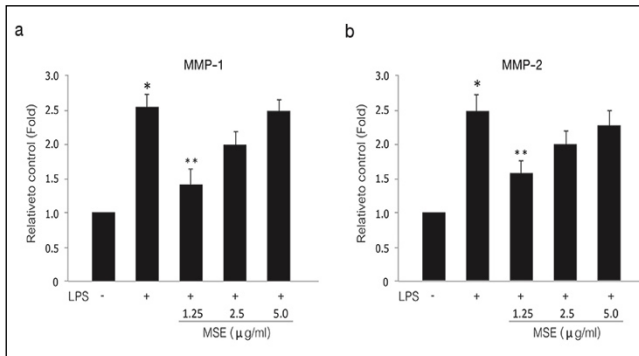 a
MMP-1
Relativeto control (Fold)
3.0
2.5
2.0
1.5
1.0
0.5
0
*
**
LPS - + + + +
1.25 2.5 5.0
MSE (μg/ml)
b
MMP-2
Relativeto control (Fold)
3.0
2.5
2.0
1.5
1.0
0.5
0
*
**
LPS - + + + +
1.25 2.5 5.0
MSE (μg/ml)